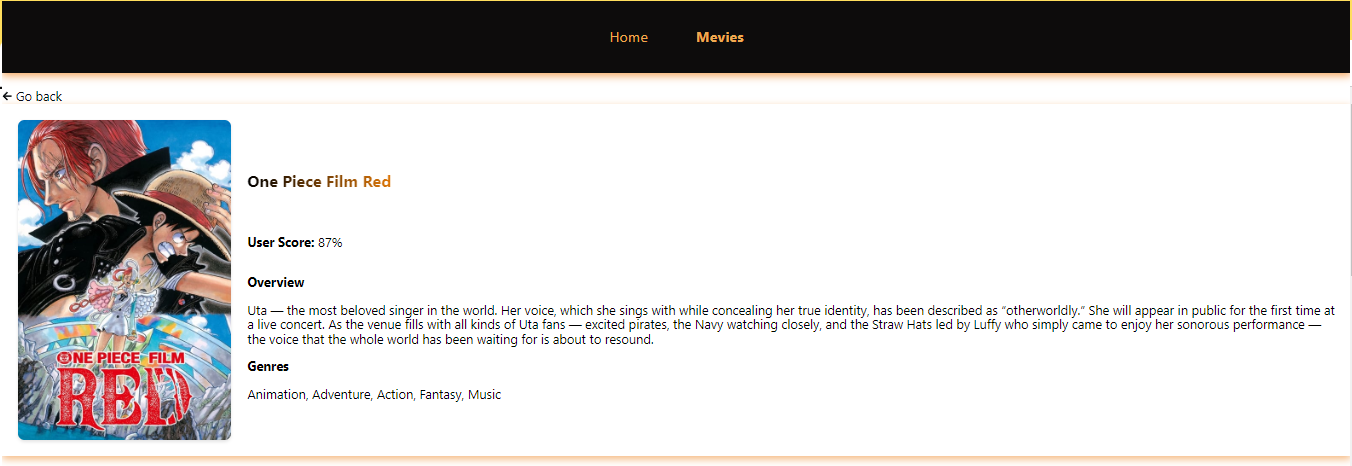 Home Mevies
← Go back
One Piece Film Red
User Score: 87%
Overview
Uta — the most beloved singer in the world. Her voice, which she sings with while concealing her true identity, has been described as “otherworldly.” She will appear in public for the first time at
a live concert. As the venue fills with all kinds of Uta fans — excited pirates, the Navy watching closely, and the Straw Hats led by Luffy who simply came to enjoy her sonorous performance —
the voice that the whole world has been waiting for is about to resound.
Genres
Animation, Adventure, Action, Fantasy, Music
ONE PIECE FILM
RED